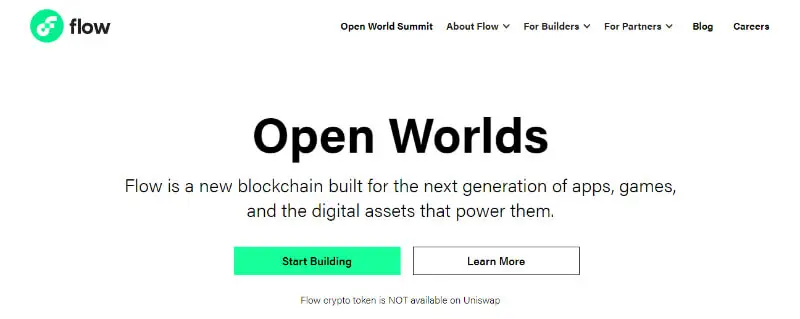 flow
Open World Summit About Flow For Builders For Partners Blog Careers
Open Worlds
Flow is a new blockchain built for the next generation of apps, games,
and the digital assets that power them.
Start Building Learn More
Flow crypto token is NOT available on Uniswap